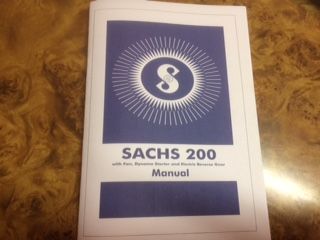 S
SACHS 200
with Fan, Dynamo Starter and Electric Reverse Gear
Manual